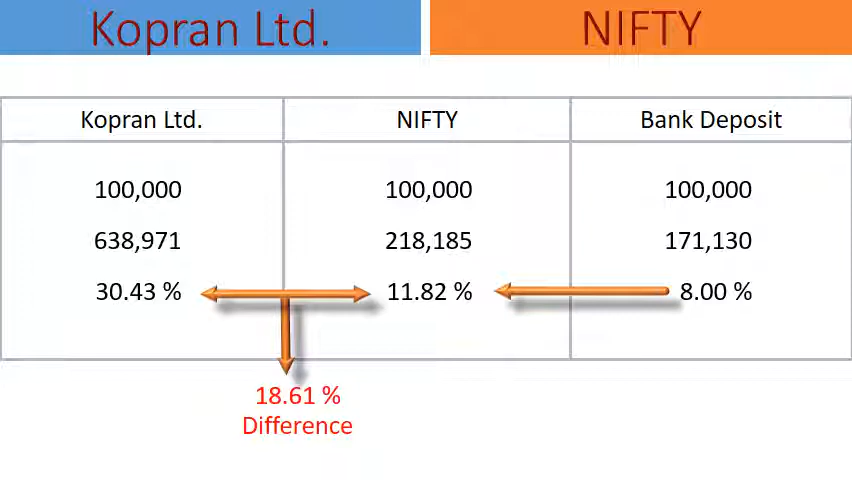 Kopran Ltd. NIFTY
Kopran Ltd. NIFTY Bank Deposit
100,000 100,000 100,000
638,971 218,185 171,130
30.43 % 11.82 % 8.00 %
18.61 %
Difference